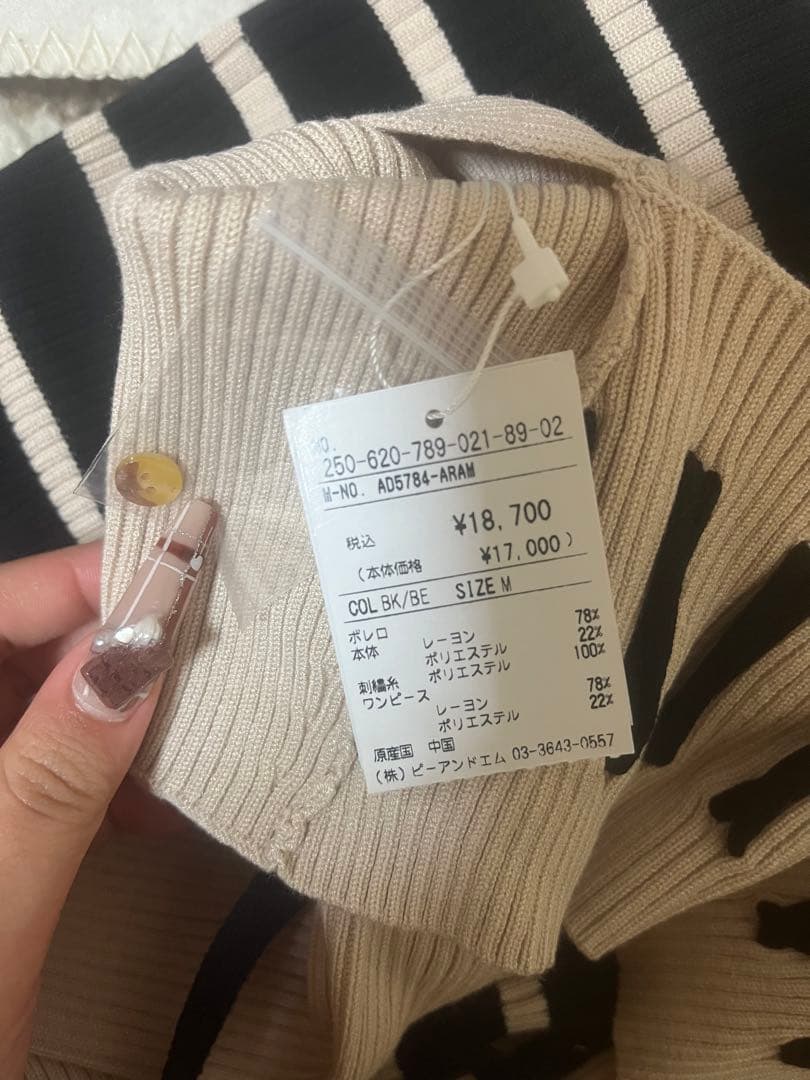 NO.
250-620-789-021-89-02
M-NO. AD5784-ARAM
税込 ¥18,700
(本体価格 ¥17,000)
COL BK/BE SIZE M
ボレロ
本体 レーヨン 78%
ポリエステル 22%
刺繍糸 ポリエステル 100%
ワンピース
レーヨン 78%
ポリエステル 22%
原産国 中国
(株)ピーアンドエム 03-3643-0557